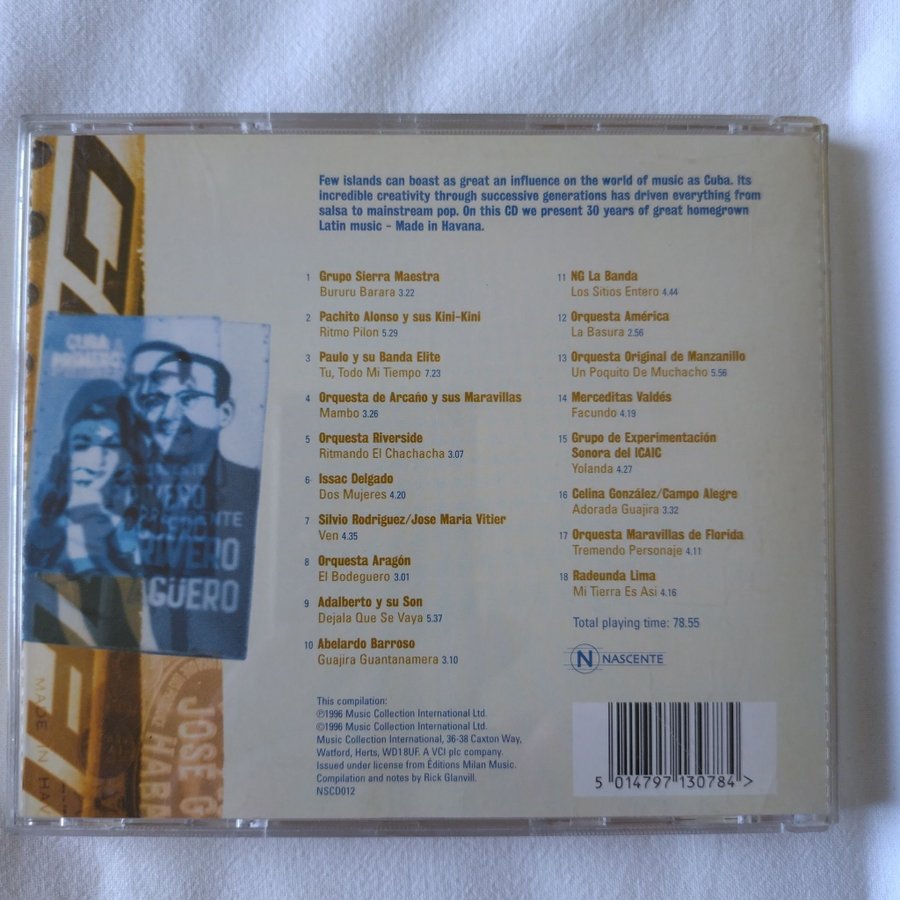 Few islands can boast as great an influence on the world of music as Cuba. Its
incredible creativity through successive generations has driven everything from
salsa to mainstream pop. On this CD we present 30 years of great homegrown
Latin music - Made in Havana.
1 Grupo Sierra Maestra
Bururu Barara 3.22
2 Pachito Alonso y sus Kini-Kini
Ritmo Pilon 5.29
3 Paulo y su Banda Elite
Tu, Todo Mi Tiempo 7.23
4 Orquesta de Arcaño y sus Maravillas
Mambo 3.26
5 Orquesta Riverside
Ritmando El Chachacha 3.07
6 Issac Delgado
Dos Mujeres 4.20
7 Silvio Rodriguez/Jose Maria Vitier
Ven 4.35
8 Orquesta Aragón
El Bodeguero 3.01
9 Adalberto y su Son
Dejala Que Se Vaya 5.37
10 Abelardo Barroso
Guajira Guantanamera 3.10
11 NG La Banda
Los Sitios Entero 4.44
12 Orquesta América
La Basura 2.56
13 Orquesta Original de Manzanillo
Un Poquito De Muchacho 5.56
14 Merceditas Valdés
Facundo 4.19
15 Grupo de Experimentación
Sonora del ICAIC
Yolanda 4.27
16 Celina González/Campo Alegre
Adorada Guajira 3.32
17 Orquesta Maravillas de Florida
Tremendo Personaje 4.11
18 Radeunda Lima
Mi Tierra Es Asi 4.16
Total playing time: 78.55
N NASCENTE
This compilation:
℗1996 Music Collection International Ltd.
©1996 Music Collection International Ltd.
Music Collection International, 36-38 Caxton Way,
Watford, Herts, WD1 8UF. A VCI plc company.
Issued under license from Éditions Milan Music.
Compilation and notes by Rick Glanvill.
NSCD012
5 014797 130784 >
CUBA
RIVERO
AGÜERO
MADE IN HA
JOSE G
HABA